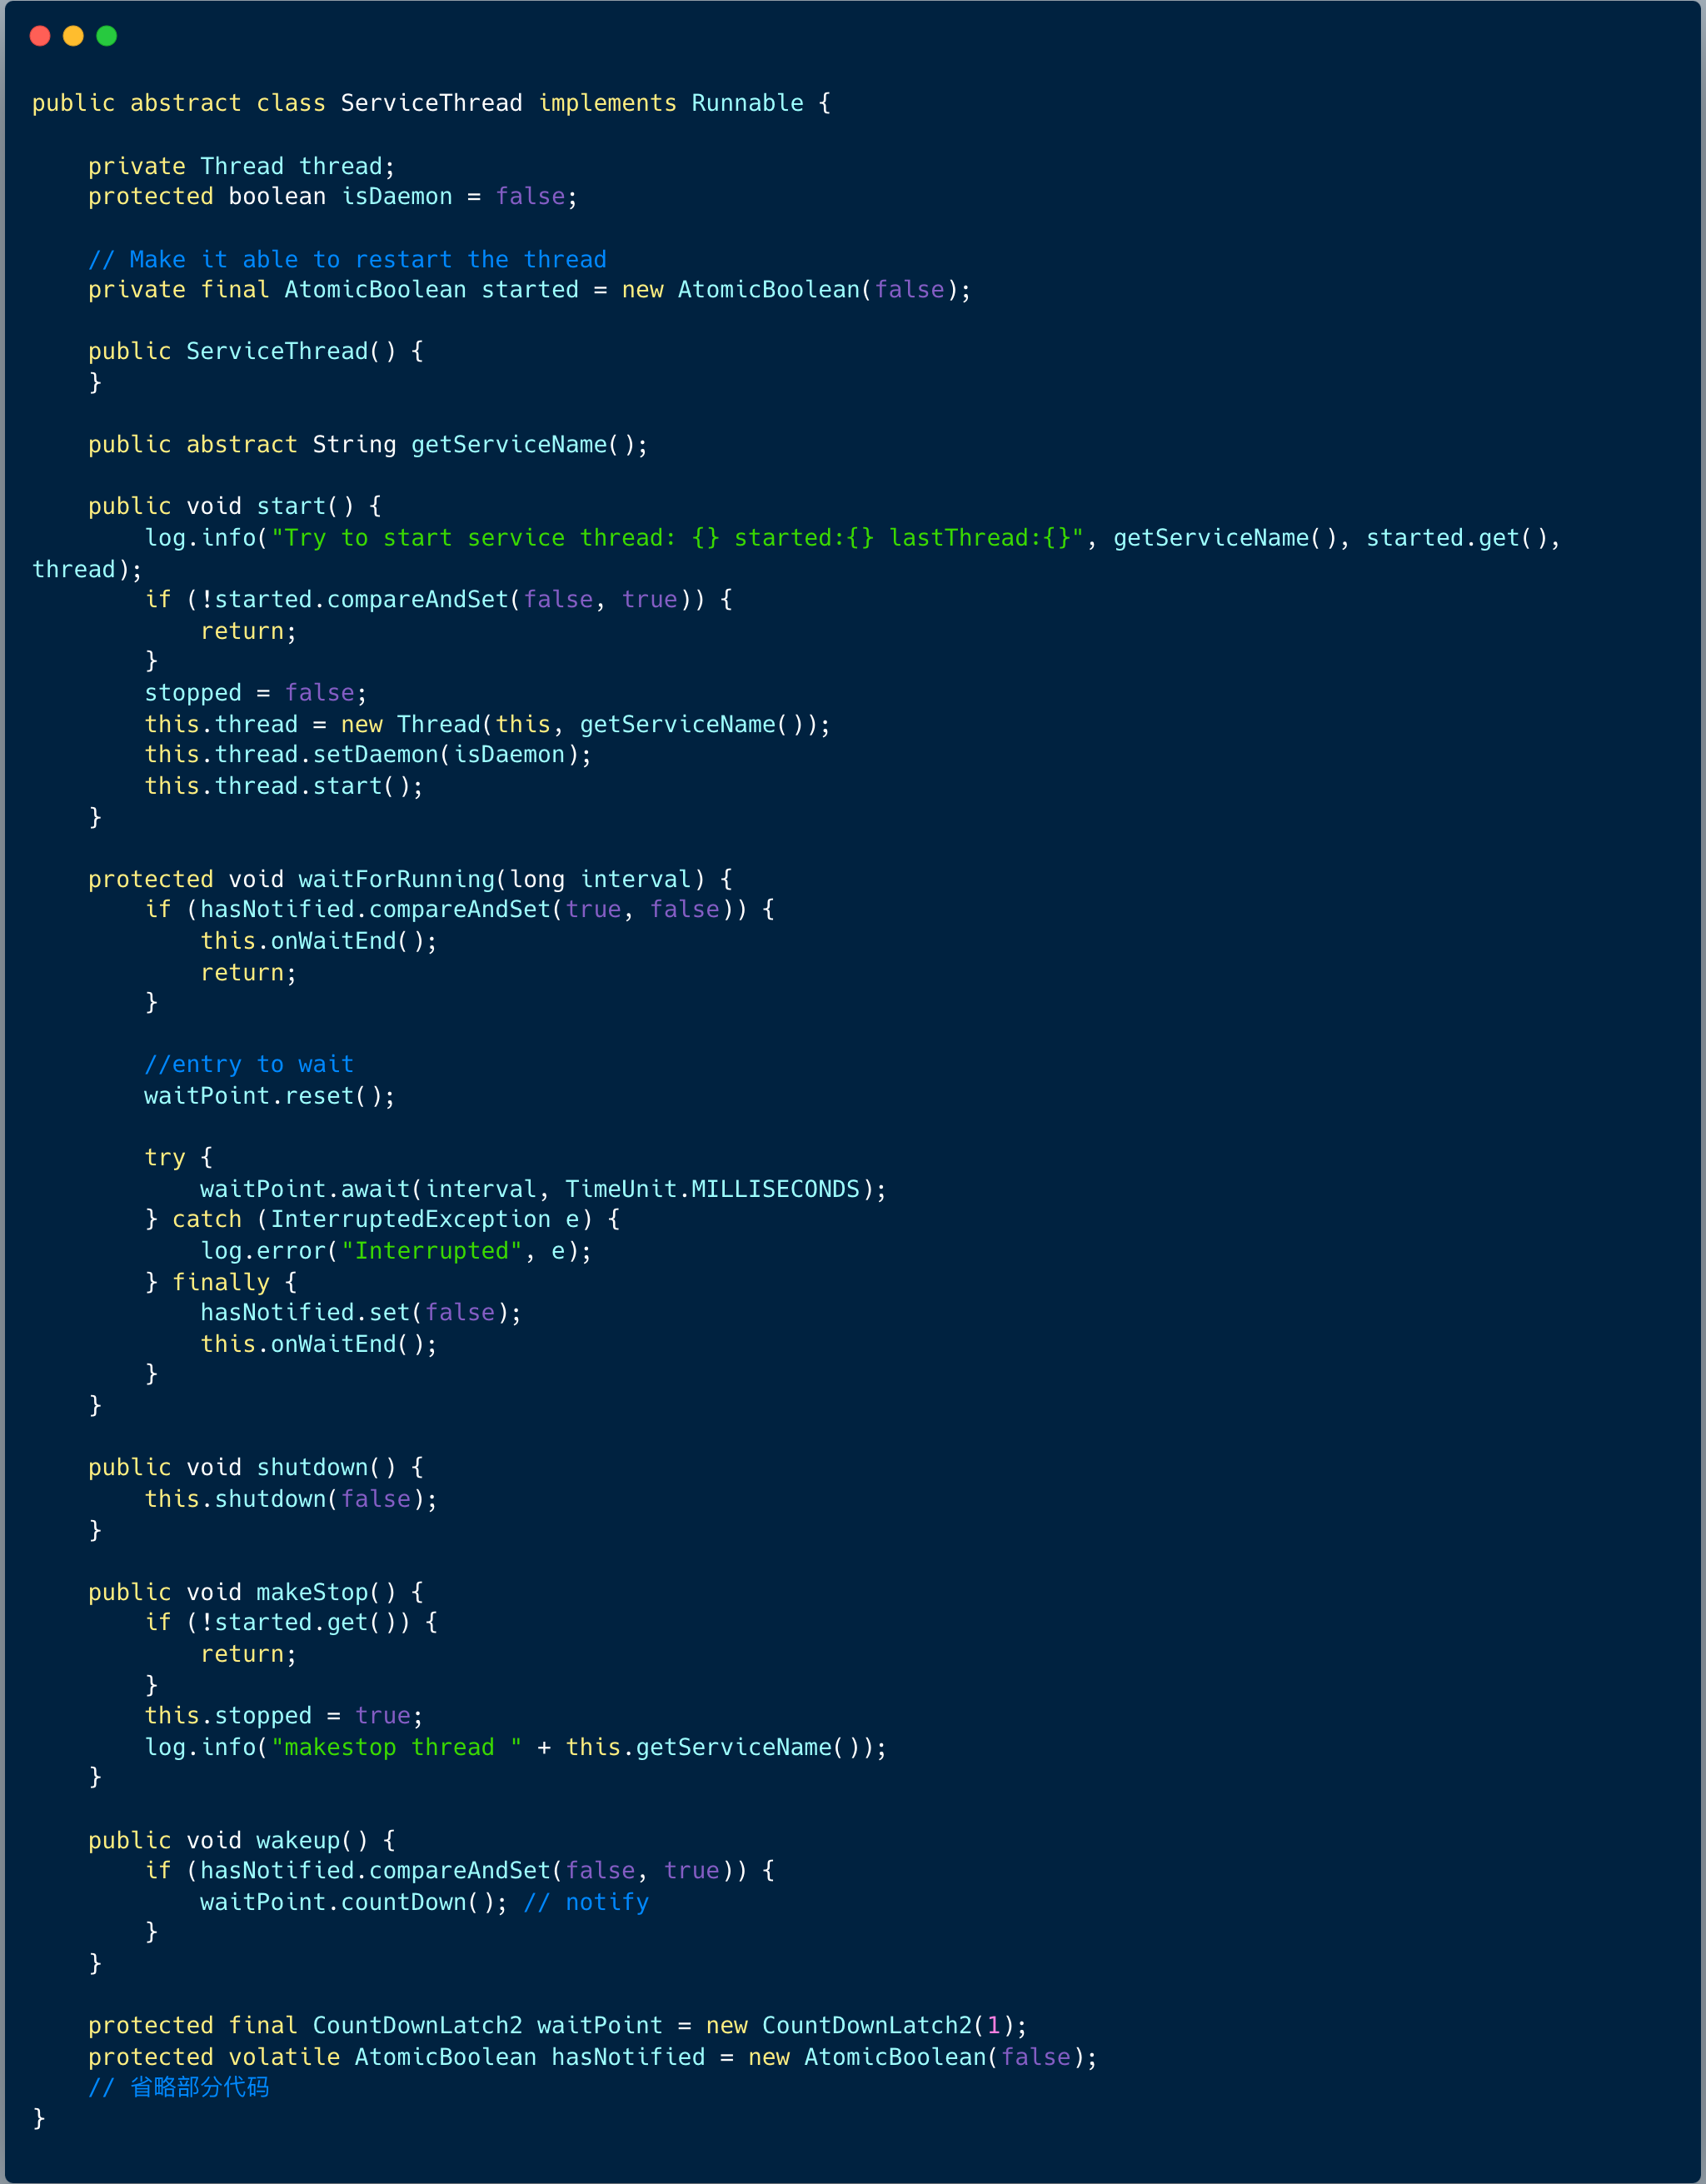 public abstract class ServiceThread implements Runnable {
    private Thread thread;
    protected boolean isDaemon = false;
    // Make it able to restart the thread
    private final AtomicBoolean started = new AtomicBoolean(false);
    public ServiceThread() {
    }
    public abstract String getServiceName();
    public void start() {
        log.info("Try to start service thread: {} started:{} lastThread:{}", getServiceName(), started.get(),
thread);
        if (!started.compareAndSet(false, true)) {
            return;
        }
        stopped = false;
        this.thread = new Thread(this, getServiceName());
        this.thread.setDaemon(isDaemon);
        this.thread.start();
    }
    protected void waitForRunning(long interval) {
        if (hasNotified.compareAndSet(true, false)) {
            this.onWaitEnd();
            return;
        }
        //entry to wait
        waitPoint.reset();
        try {
            waitPoint.await(interval, TimeUnit.MILLISECONDS);
        } catch (InterruptedException e) {
            log.error("Interrupted", e);
        } finally {
            hasNotified.set(false);
            this.onWaitEnd();
        }
    }
    public void shutdown() {
        this.shutdown(false);
    }
    public void makeStop() {
        if (!started.get()) {
            return;
        }
        this.stopped = true;
        log.info("makestop thread " + this.getServiceName());
    }
    public void wakeup() {
        if (hasNotified.compareAndSet(false, true)) {
            waitPoint.countDown(); // notify
        }
    }
    protected final CountDownLatch2 waitPoint = new CountDownLatch2(1);
    protected volatile AtomicBoolean hasNotified = new AtomicBoolean(false);
    // 省略部分代码
}